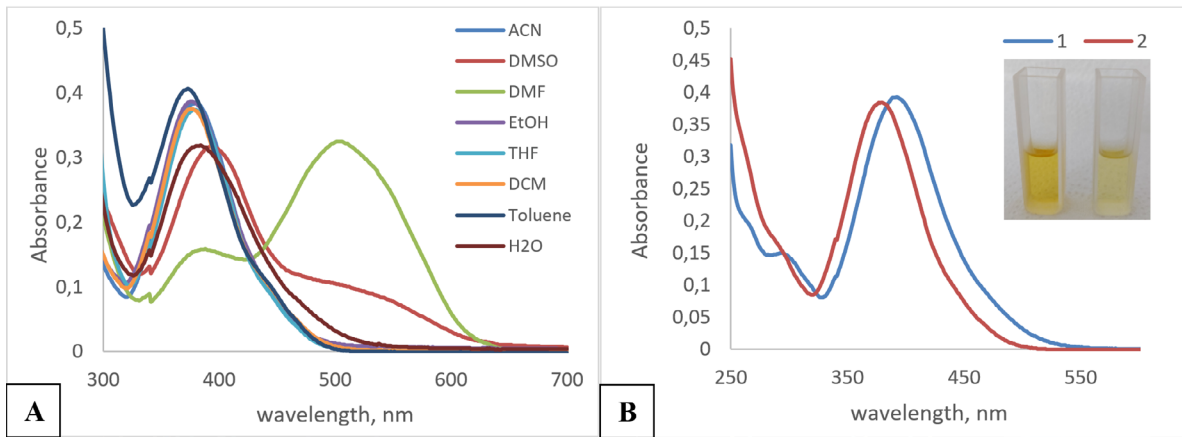 0,5
0,4
0,3
0,2
0,1
0
Absorbance
300
400
500
600
700
wavelength, nm
ACN
DMSO
DMF
EtOH
THF
DCM
Toluene
H2O
A
0,5
0,45
0,4
0,35
0,3
0,25
0,2
0,15
0,1
0,05
0
Absorbance
250
350
450
550
wavelength, nm
1
2
B